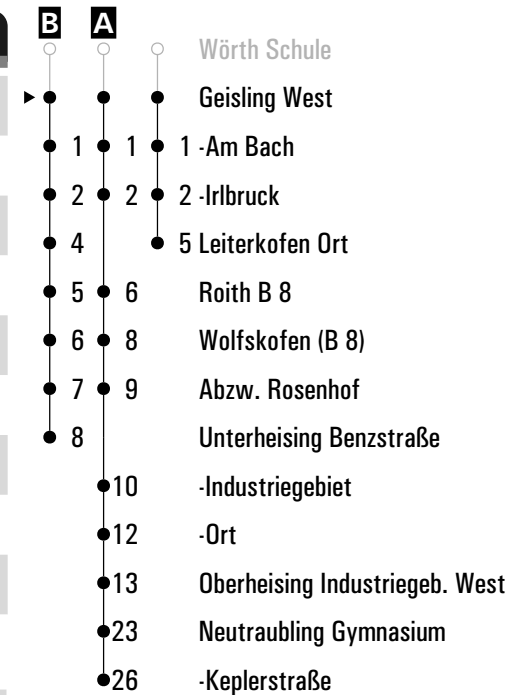 B A
Wörth Schule
Geisling West
1 1 1 -Am Bach
2 2 2 -Irlbruck
4 5 Leiterkofen Ort
5 6 Roith B 8
6 8 Wolfskofen (B 8)
7 9 Abzw. Rosenhof
8 Unterheising Benzstraße
10 -Industriegebiet
12 -Ort
13 Oberheising Industriegeb. West
23 Neutraubling Gymnasium
26 -Keplerstraße